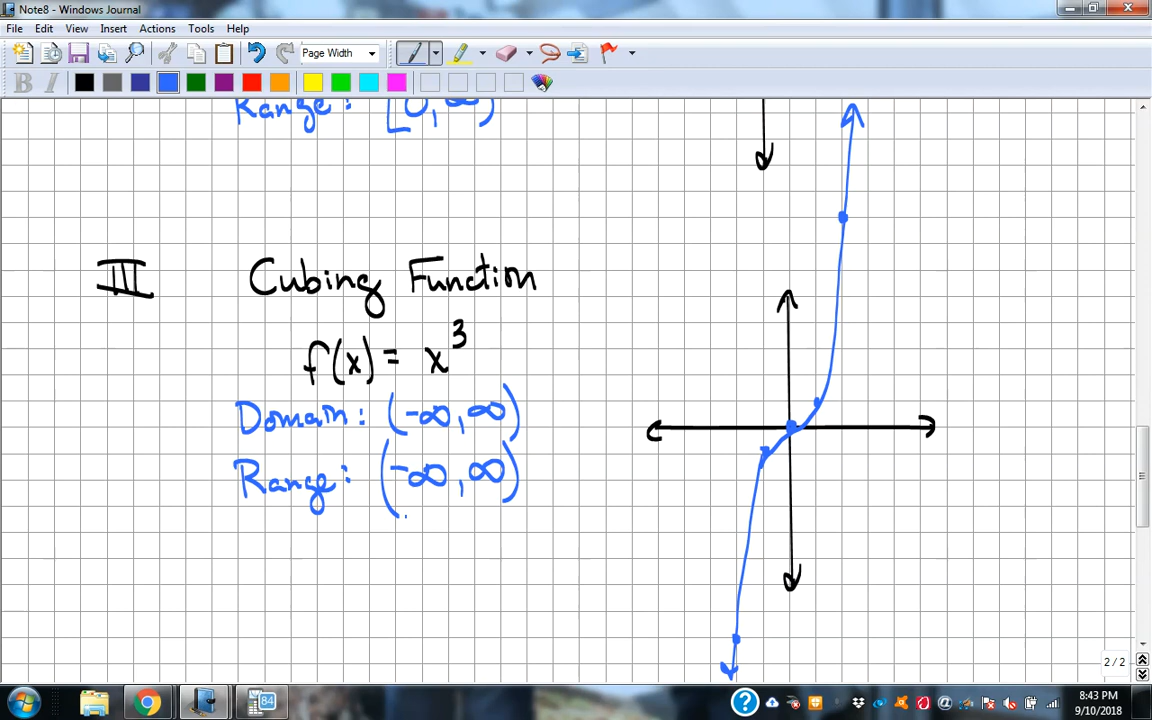 Note8 - Windows Journal
File Edit View Insert Actions Tools Help
Page Width
B I
Range: [0, ∞)
III Cubing Function
f(x) = x³
Domain: (-∞, ∞)
Range: (-∞, ∞)
2 / 2
84
8:43 PM
9/10/2018